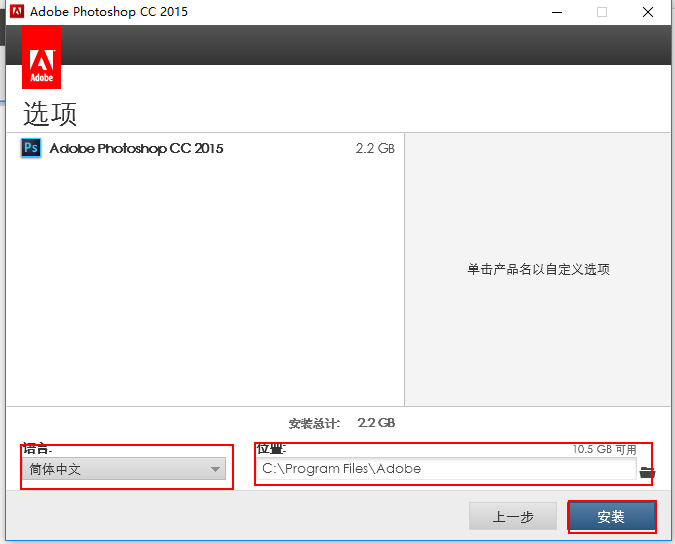 Adobe Photoshop CC 2015
Adobe
选项
Ps Adobe Photoshop CC 2015 2.2 GB
单击产品名以自定义选项
安装总计: 2.2 GB
语言: 位置: 10.5 GB 可用
简体中文 C:\Program Files\Adobe
上一步 安装